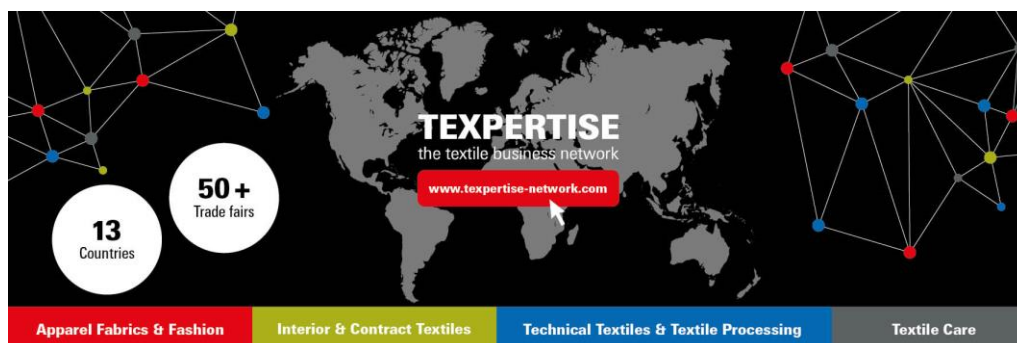 TEXPERTISE
the textile business network
www.texpertise-network.com
50+
Trade fairs
13
Countries
Apparel Fabrics & Fashion
Interior & Contract Textiles
Technical Textiles & Textile Processing
Textile Care